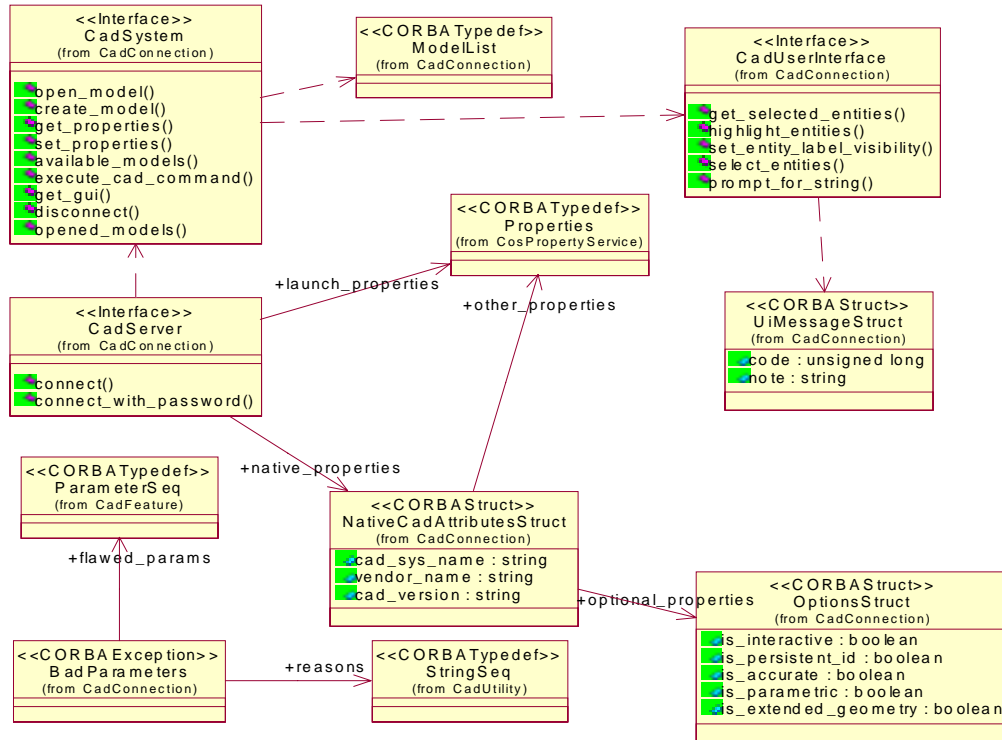 <<Interface>>
CadSystem
(from CadConnection)
open_model()
create_model()
get_properties()
set_properties()
available_models()
execute_cad_command()
get_gui()
disconnect()
opened_models()
<<CORBATypedef>>
ModelList
(from CadConnection)
<<Interface>>
CadUserInterface
(from CadConnection)
get_selected_entities()
highlight_entities()
set_entity_label_visibility()
select_entities()
prompt_for_string()
<<CORBATypedef>>
Properties
(from CosPropertyService)
+launch_properties
+other_properties
<<Interface>>
CadServer
(from CadConnection)
connect()
connect_with_password()
<<CORBAStruct>>
UiMessageStruct
(from CadConnection)
code : unsigned long
note : string
+native_properties
<<CORBATypedef>>
ParameterSeq
(from CadFeature)
+flawed_params
<<CORBAStruct>>
NativeCadAttributesStruct
(from CadConnection)
cad_sys_name : string
vendor_name : string
cad_version : string
+optional_properties
<<CORBAStruct>>
OptionsStruct
(from CadConnection)
is_interactive : boolean
is_persistent_id : boolean
is_accurate : boolean
is_parametric : boolean
is_extended_geometry : boolean
<<CORBAException>>
BadParameters
(from CadConnection)
+reasons
<<CORBATypedef>>
StringSeq
(from CadUtility)